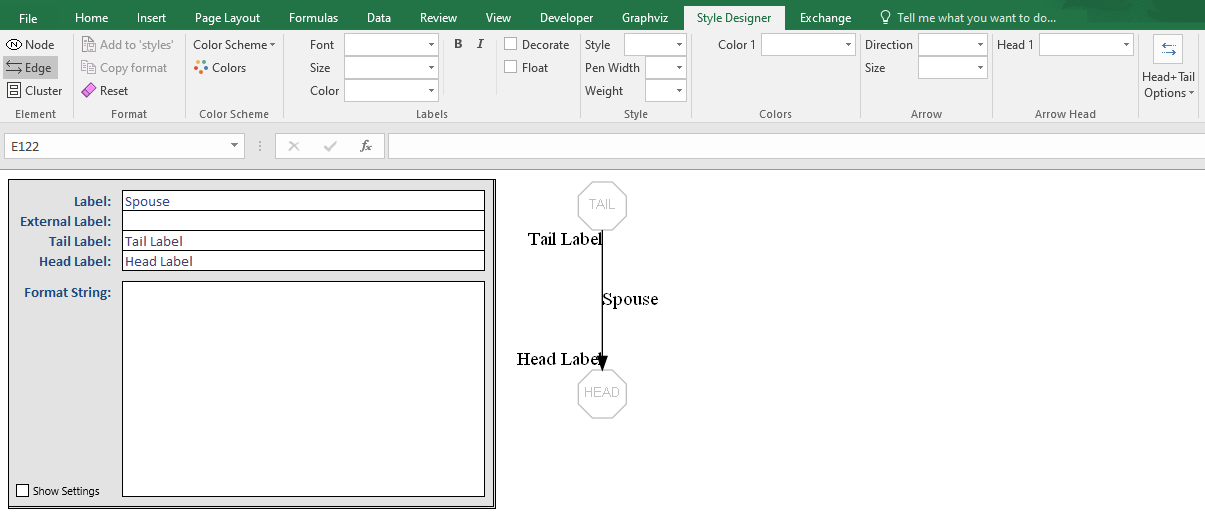 File Home Insert Page Layout Formulas Data Review View Developer Graphviz Style Designer Exchange Tell me what you want to do...
Node Add to 'styles' Color Scheme Font B I Decorate Style Color 1 Direction Head 1
Edge Copy format Colors Size Float Pen Width Size Head+Tail
Cluster Reset Color Weight Options
Element Format Color Scheme Labels Style Colors Arrow Arrow Head
E122 fx
Label: Spouse
External Label:
Tail Label: Tail Label
Head Label: Head Label
Format String:
Show Settings
TAIL
Tail Label
Spouse
Head Label
HEAD